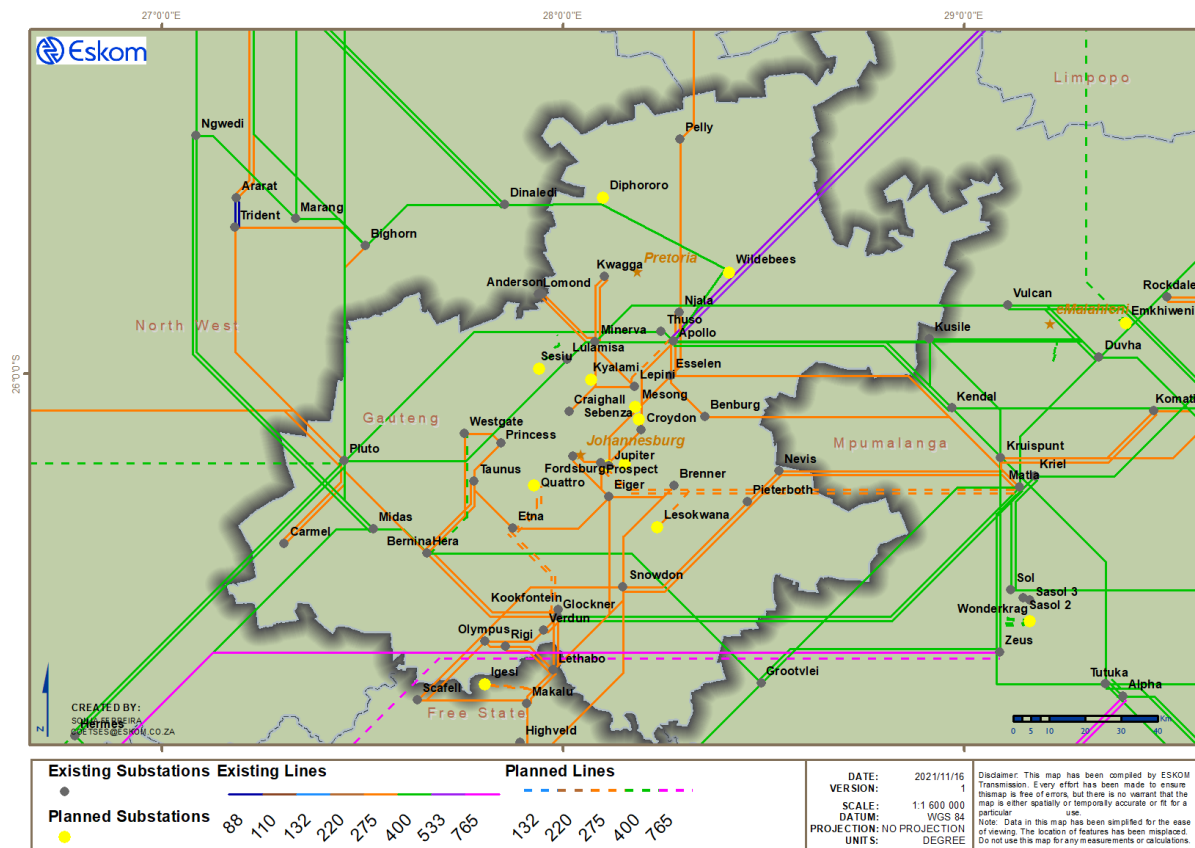 27°0'0"E
28°0'0"E
29°0'0"E
Eskom
Limpopo
Ngwedi
Pelly
Ararat
Marang
Trident
Dinaledi
Diphororo
Bighorn
Pretoria
Kwagga
Wildebees
Anderson
Lomond
Njala
Vulcan
Rockdale
eMalahleni
Emkhiweni
North West
Minerva
Thuso
Apollo
Kusile
Lulamisa
Duvha
Sesiu
Kyalami
Lepini
Esselen
26°0'0"S
Craighall
Mesong
Sebenza
Croydon
Benburg
Kendal
Komati
Gauteng
Westgate
Princess
Johannesburg
Mpumalanga
Kruispunt
Pluto
Taunus
Fordsburg
Jupiter
Prospect
Nevis
Kriel
Matla
Quattro
Eiger
Brenner
Pieterboth
Midas
Etna
Lesokwana
Carmel
Bernina
Hera
Snowdon
Sol
Sasol 3
Sasol 2
Kookfontein
Glockner
Wonderkrag
Verdun
Olympus
Rigi
Zeus
Lethabo
Igesi
Grootvlei
Tutuka
Alpha
Scafell
Makalu
Free State
Highveld
Hermes
N
CREATED BY:
COETSES@ESKOM.CO.ZA
Km
0 5 10 20 30 40
Existing Substations
Existing Lines
Planned Lines
Planned Substations
88 110 132 220 275 400 533 765
132 220 275 400 765
DATE: 2021/11/16
VERSION: 1
SCALE: 1:1 600 000
DATUM: WGS 84
PROJECTION: NO PROJECTION
UNITS: DEGREE
Disclaimer: This map has been compiled by ESKOM
Transmission. Every effort has been made to ensure
thismap is free of errors, but there is no warrant that the
map is either spatially or temporally accurate or fit for a
particular use.
Note: Data in this map has been simplified for the ease
of viewing. The location of features has been misplaced.
Do not use this map for any measurements or calculations.